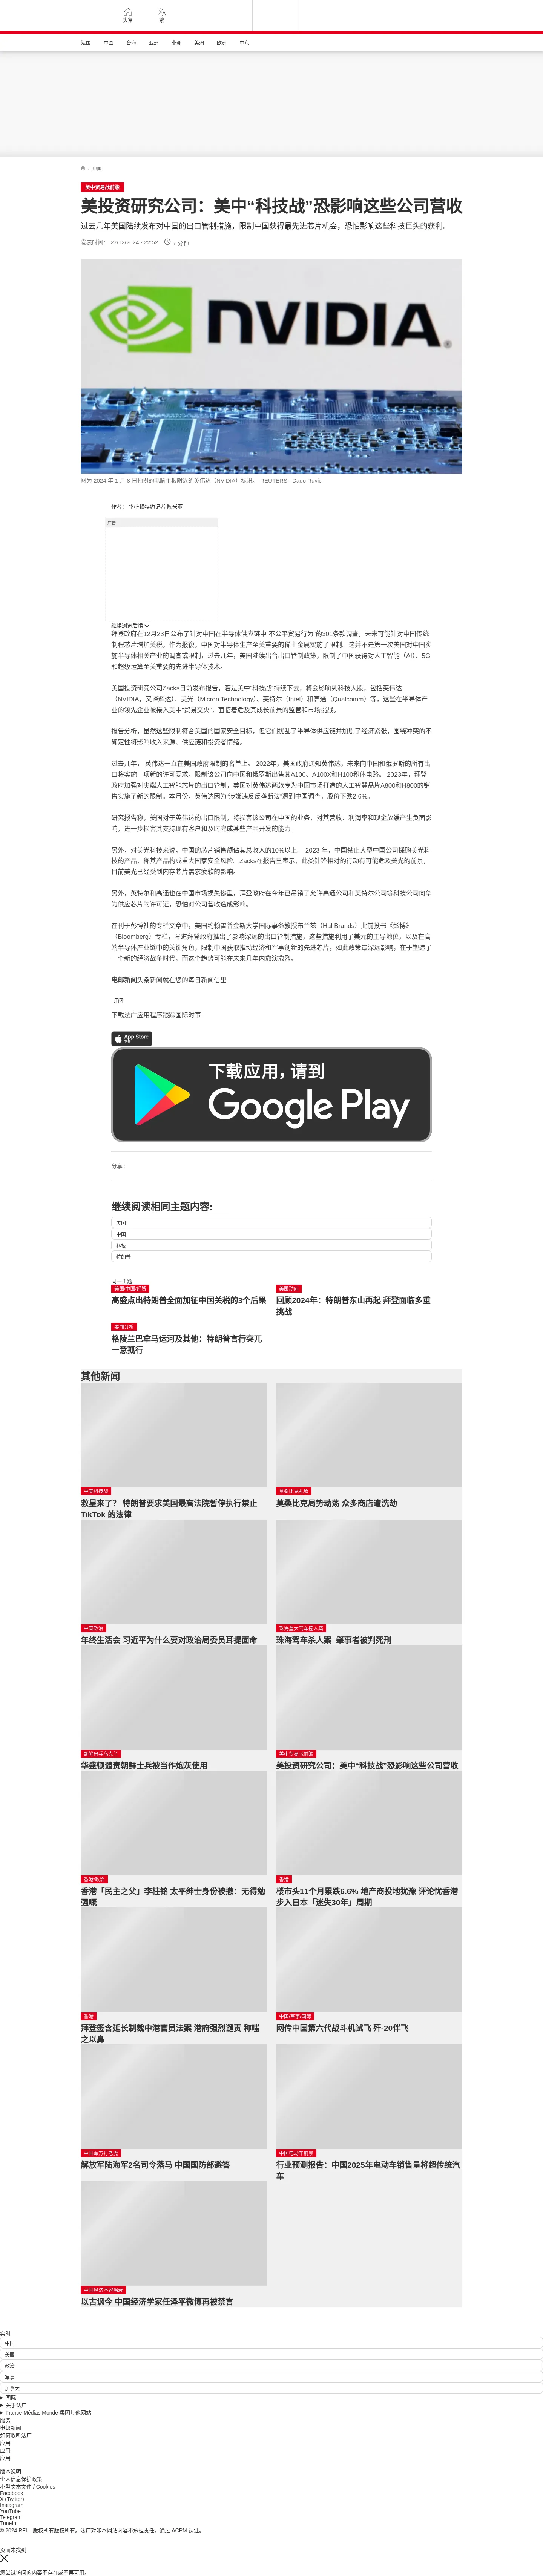 头条
繁
法国
中国
台海
亚洲
非洲
美洲
欧洲
中东
/ 中国
美中贸易战前瞻
美投资研究公司：美中“科技战”恐影响这些公司营收
过去几年美国陆续发布对中国的出口管制措施，限制中国获得最先进芯片机会，恐怕影响这些科技巨头的获利。
发表时间： 27/12/2024 - 22:52
7 分钟
NVIDIA
图为 2024 年 1 月 8 日拍摄的电脑主板附近的英伟达（NVIDIA）标识。 REUTERS - Dado Ruvic
作者： 华盛顿特约记者 陈米亚
广告
继续浏览后续
拜登政府在12月23日公布了针对中国在半导体供应链中“不公平贸易行为”的301条款调查，未来可能针对中国传统
制程芯片增加关税，作为报復，中国对半导体生产至关重要的稀土金属实施了限制。这并不是第一次美国对中国实
施半导体相关产业的调查或限制，过去几年，美国陆续出台出口管制政策，限制了中国获得对人工智能（AI）、5G
和超级运算至关重要的先进半导体技术。
美国投资研究公司Zacks日前发布报告，若是美中”科技战”持续下去，将会影响到科技大股，包括英伟达
（NVIDIA，又译辉达）、美光（Micron Technology）、英特尔（Intel）和高通（Qualcomm）等，这些在半导体产
业的领先企业被捲入美中“贸易交火”，面临着危及其成长前景的监管和市场挑战。
报告分析，虽然这些限制符合美国的国家安全目标，但它们扰乱了半导体供应链并加剧了经济紧张，围绕冲突的不
确定性将影响收入来源、供应链和投资者情绪。
过去几年， 英伟达一直在美国政府限制的名单上。 2022年，美国政府通知英伟达，未来向中国和俄罗斯的所有出
口将实施一项新的许可要求，限制该公司向中国和俄罗斯出售其A100、A100X和H100积体电路。 2023年，拜登
政府加强对尖端人工智能芯片的出口管制，美国对英伟达两款专为中国市场打造的人工智慧晶片A800和H800的销
售实施了新的限制。本月份，英伟达因为“涉嫌违反反垄断法”遭到中国调查，股价下跌2.6%。
研究报告称，美国对于英伟达的出口限制，将损害该公司在中国的业务，对其营收、利润率和现金放缓产生负面影
响，进一步损害其支持现有客户和及时完成某些产品开发的能力。
另外，对美光科技来说，中国的芯片销售额佔其总收入的10%以上。 2023 年，中国禁止大型中国公司採购美光科
技的产品，称其产品构成重大国家安全风险。Zacks在报告里表示，此类针锋相对的行动有可能危及美光的前景，
目前美光已经受到内存芯片需求疲软的影响。
另外，英特尔和高通也在中国市场损失惨重，拜登政府在今年已吊销了允许高通公司和英特尔公司等科技公司向华
为供应芯片的许可证，恐怕对公司营收造成影响。
在刊于彭博社的专栏文章中，美国约翰霍普金斯大学国际事务教授布兰兹（Hal Brands）此前投书《彭博》
（Bloomberg）专栏，写道拜登政府推出了影响深远的出口管制措施，这些措施利用了美元的主导地位，以及在高
端半导体产业链中的关键角色，限制中国获取推动经济和军事创新的先进芯片，如此政策最深远影响，在于塑造了
一个新的经济战争时代，而这个趋势可能在未来几年内愈演愈烈。
电邮新闻头条新闻就在您的每日新闻信里
订阅
下载法广应用程序跟踪国际时事
App Store
下载
下载应用，请到
Google Play
分享 :
继续阅读相同主题内容:
美国
中国
科技
特朗普
同一主题
美国/中国/经贸
高盛点出特朗普全面加征中国关税的3个后果
美国动向
回顾2024年：特朗普东山再起 拜登面临多重
挑战
要闻分析
格陵兰巴拿马运河及其他：特朗普言行突兀
一意孤行
其他新闻
中美科技战
救星来了？ 特朗普要求美国最高法院暂停执行禁止
TikTok 的法律
莫桑比克乱象
莫桑比克局势动荡 众多商店遭洗劫
中国政治
年终生活会 习近平为什么要对政治局委员耳提面命
珠海重大驾车撞人案
珠海驾车杀人案 肇事者被判死刑
朝鲜出兵乌克兰
华盛顿谴责朝鲜士兵被当作炮灰使用
美中贸易战前瞻
美投资研究公司：美中“科技战”恐影响这些公司营收
香港/政治
香港「民主之父」李柱铭 太平绅士身份被撤：无得勉
强嘅
香港
楼市头11个月累跌6.6% 地产商投地犹豫 评论忧香港
步入日本「迷失30年」周期
香港
拜登签含延长制裁中港官员法案 港府强烈谴责 称嗤
之以鼻
中国/军事/国际
网传中国第六代战斗机试飞 歼-20伴飞
中国军方打老虎
解放军陆海军2名司令落马 中国国防部避答
中国电动车前景
行业预测报告：中国2025年电动车销售量将超传统汽
车
中国经济不容唱衰
以古讽今 中国经济学家任泽平微博再被禁言
实时
中国
美国
政治
军事
加拿大
国际
关于法广
France Médias Monde 集团其他网站
服务
电邮新闻
如何收听法广
应用
应用
应用
版本说明
个人信息保护政策
小型文本文件 / Cookies
Facebook
X (Twitter)
Instagram
YouTube
Telegram
TuneIn
© 2024 RFI – 版权所有版权所有。法广对非本网站内容不承担责任。通过 ACPM 认证。
页面未找到
您尝试访问的内容不存在或不再可用。